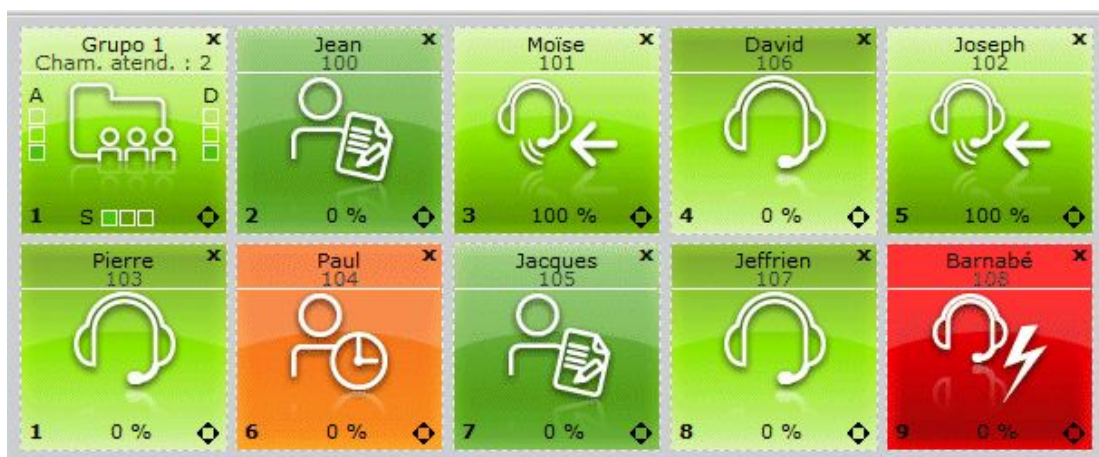 Grupo 1 x
Cham. atend. : 2
A D
1 S
Jean x
100
2 0 %
Moïse x
101
3 100 %
David x
106
4 0 %
Joseph x
102
5 100 %
Pierre x
103
1 0 %
Paul x
104
6 0 %
Jacques x
105
7 0 %
Jeffrien x
107
8 0 %
Barnabé x
108
9 0 %